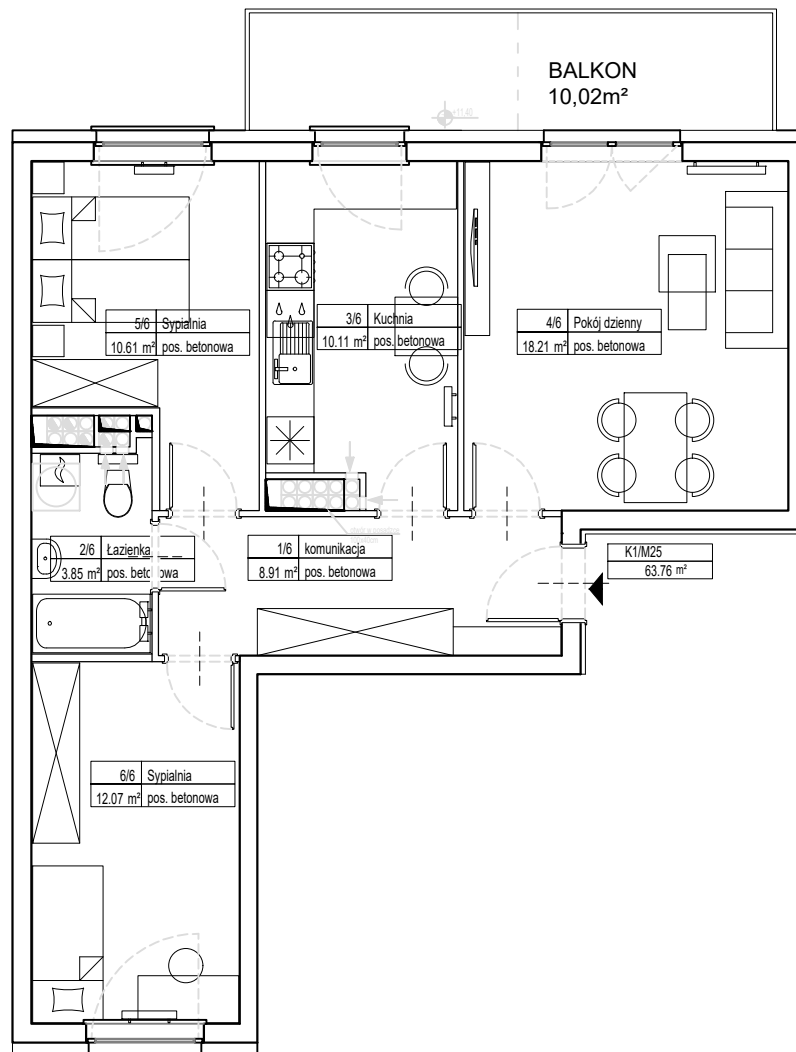 BALKON
10,02m²
+11.40
5/6 Sypialnia
10.61 m² pos. betonowa
3/6 Kuchnia
10.11 m² pos. betonowa
4/6 Pokój dzienny
18.21 m² pos. betonowa
2/6 Łazienka
3.85 m² pos. betonowa
1/6 komunikacja
8.91 m² pos. betonowa
K1/M25
63.76 m²
6/6 Sypialnia
12.07 m² pos. betonowa